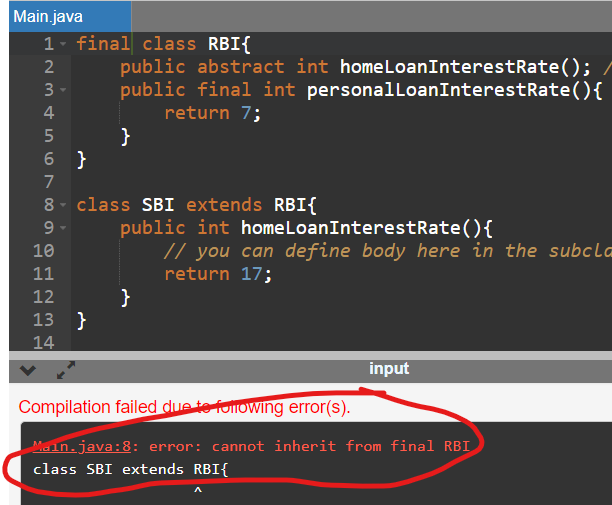 Main.java
1 final class RBI{
2 public abstract int homeLoanInterestRate(); /
3 public final int personalLoanInterestRate(){
4 return 7;
5 }
6 }
7
8 class SBI extends RBI{
9 public int homeLoanInterestRate(){
10 // you can define body here in the subcla
11 return 17;
12 }
13 }
14
input
Compilation failed due to following error(s).
Main.java:8: error: cannot inherit from final RBI
class SBI extends RBI{
^